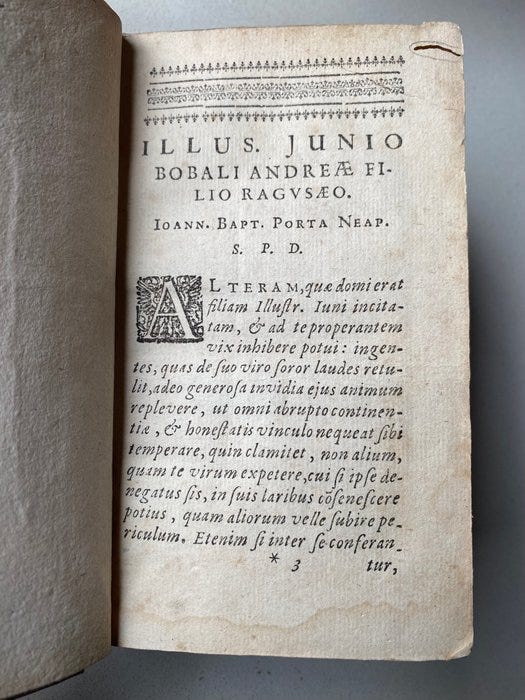 ILLUS. JUNIO
BOBALI ANDREÆ FI-
LIO RAGVSÆO.
IOANN. BAPT. PORTA NEAP.
S. P. D.
ALTERAM, quæ domi erat
filiam Illuſtr. Iuni incita-
tam, & ad te properantem
vix inhibere potui: ingen-
tes, quas de ſuo viro ſoror laudes retu-
lit, adeo generoſa invidia ejus animum
replevere, ut omni abrupto continen-
tiæ, & honeſtatis vinculo nequeat ſibi
temperare, quin clamitet, non alium,
quam te virum expetere, cui ſi ipſe de-
negatus ſis, in ſuis laribus cõſeneſcere
potius, quam aliorum velle ſubire pe-
riculum. Etenim ſi inter ſe conferan-
* 3 tur,